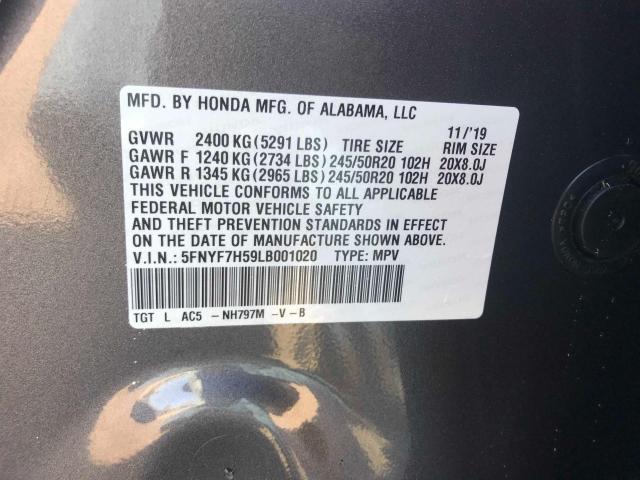 MFD. BY HONDA MFG. OF ALABAMA, LLC 11/'19
GVWR 2400 KG (5291 LBS) TIRE SIZE RIM SIZE
GAWR F 1240 KG (2734 LBS) 245/50R20 102H 20X8.0J
GAWR R 1345 KG (2965 LBS) 245/50R20 102H 20X8.0J
THIS VEHICLE CONFORMS TO ALL APPLICABLE
FEDERAL MOTOR VEHICLE SAFETY
AND THEFT PREVENTION STANDARDS IN EFFECT
ON THE DATE OF MANUFACTURE SHOWN ABOVE.
V.I.N.: 5FNYF7H59LB001020 TYPE: MPV
TGT L AC5 -NH797M -V-B